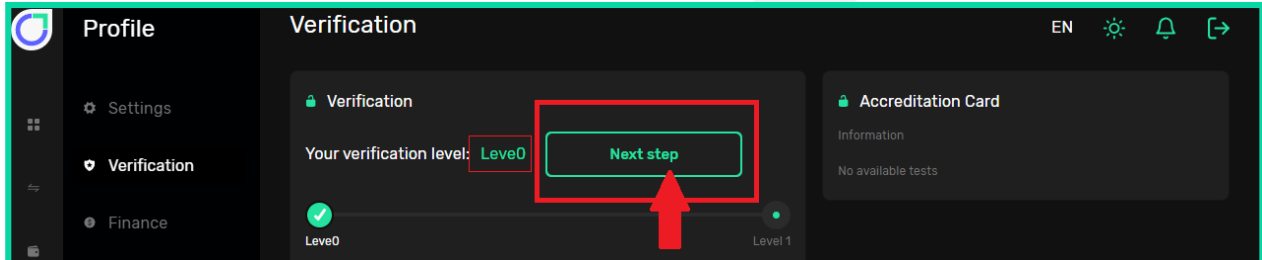 Profile
Verification
EN
Settings
Verification
Finance
Verification
Your verification level: Leve0
Next step
Leve0
Level 1
Accreditation Card
Information
No available tests